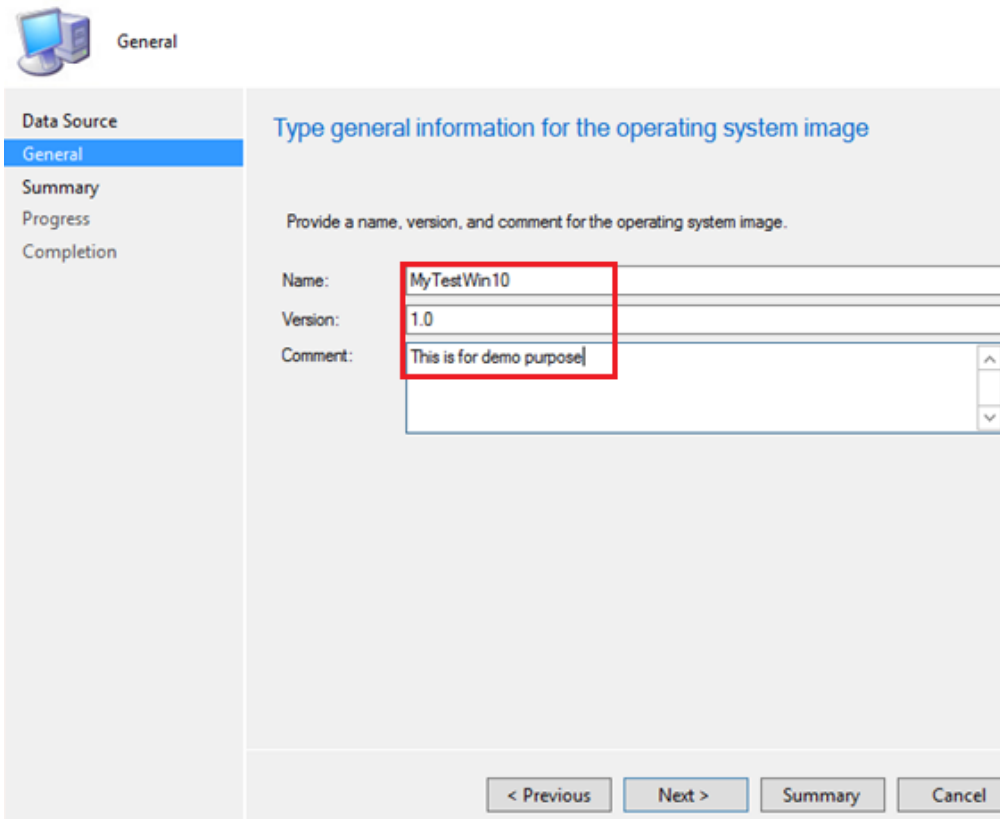 General
Data Source
General
Summary
Progress
Completion
Type general information for the operating system image
Provide a name, version, and comment for the operating system image.
Name: MyTestWin10
Version: 1.0
Comment: This is for demo purpose
< Previous Next > Summary Cancel